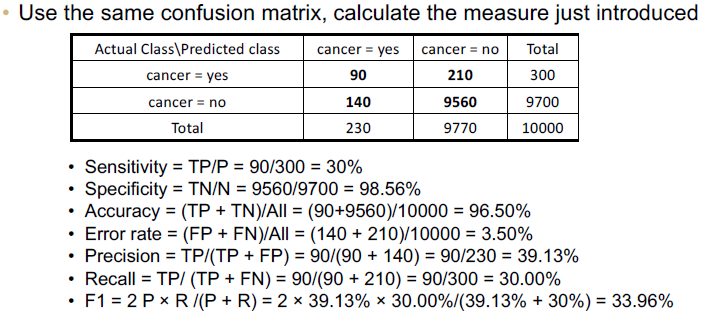 • Use the same confusion matrix, calculate the measure just introduced
Actual Class\Predicted class cancer = yes cancer = no Total
cancer = yes 90 210 300
cancer = no 140 9560 9700
Total 230 9770 10000
• Sensitivity = TP/P = 90/300 = 30%
• Specificity = TN/N = 9560/9700 = 98.56%
• Accuracy = (TP + TN)/All = (90+9560)/10000 = 96.50%
• Error rate = (FP + FN)/All = (140 + 210)/10000 = 3.50%
• Precision = TP/(TP + FP) = 90/(90 + 140) = 90/230 = 39.13%
• Recall = TP/ (TP + FN) = 90/(90 + 210) = 90/300 = 30.00%
• F1 = 2 P × R /(P + R) = 2 × 39.13% × 30.00%/(39.13% + 30%) = 33.96%